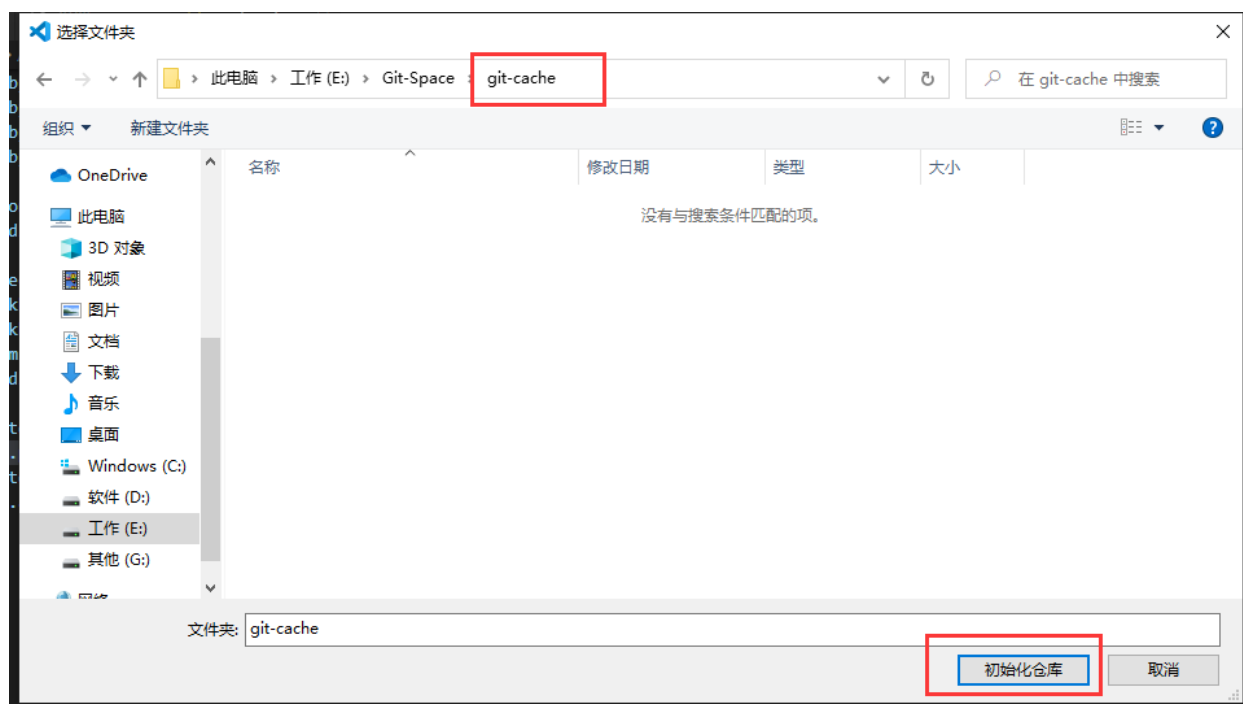 选择文件夹
此电脑 › 工作 (E:) › Git-Space › git-cache
在 git-cache 中搜索
组织 新建文件夹
名称 修改日期 类型 大小
没有与搜索条件匹配的项。
OneDrive
此电脑
3D 对象
视频
图片
文档
下载
音乐
桌面
Windows (C:)
软件 (D:)
工作 (E:)
其他 (G:)
文件夹: git-cache
初始化仓库 取消